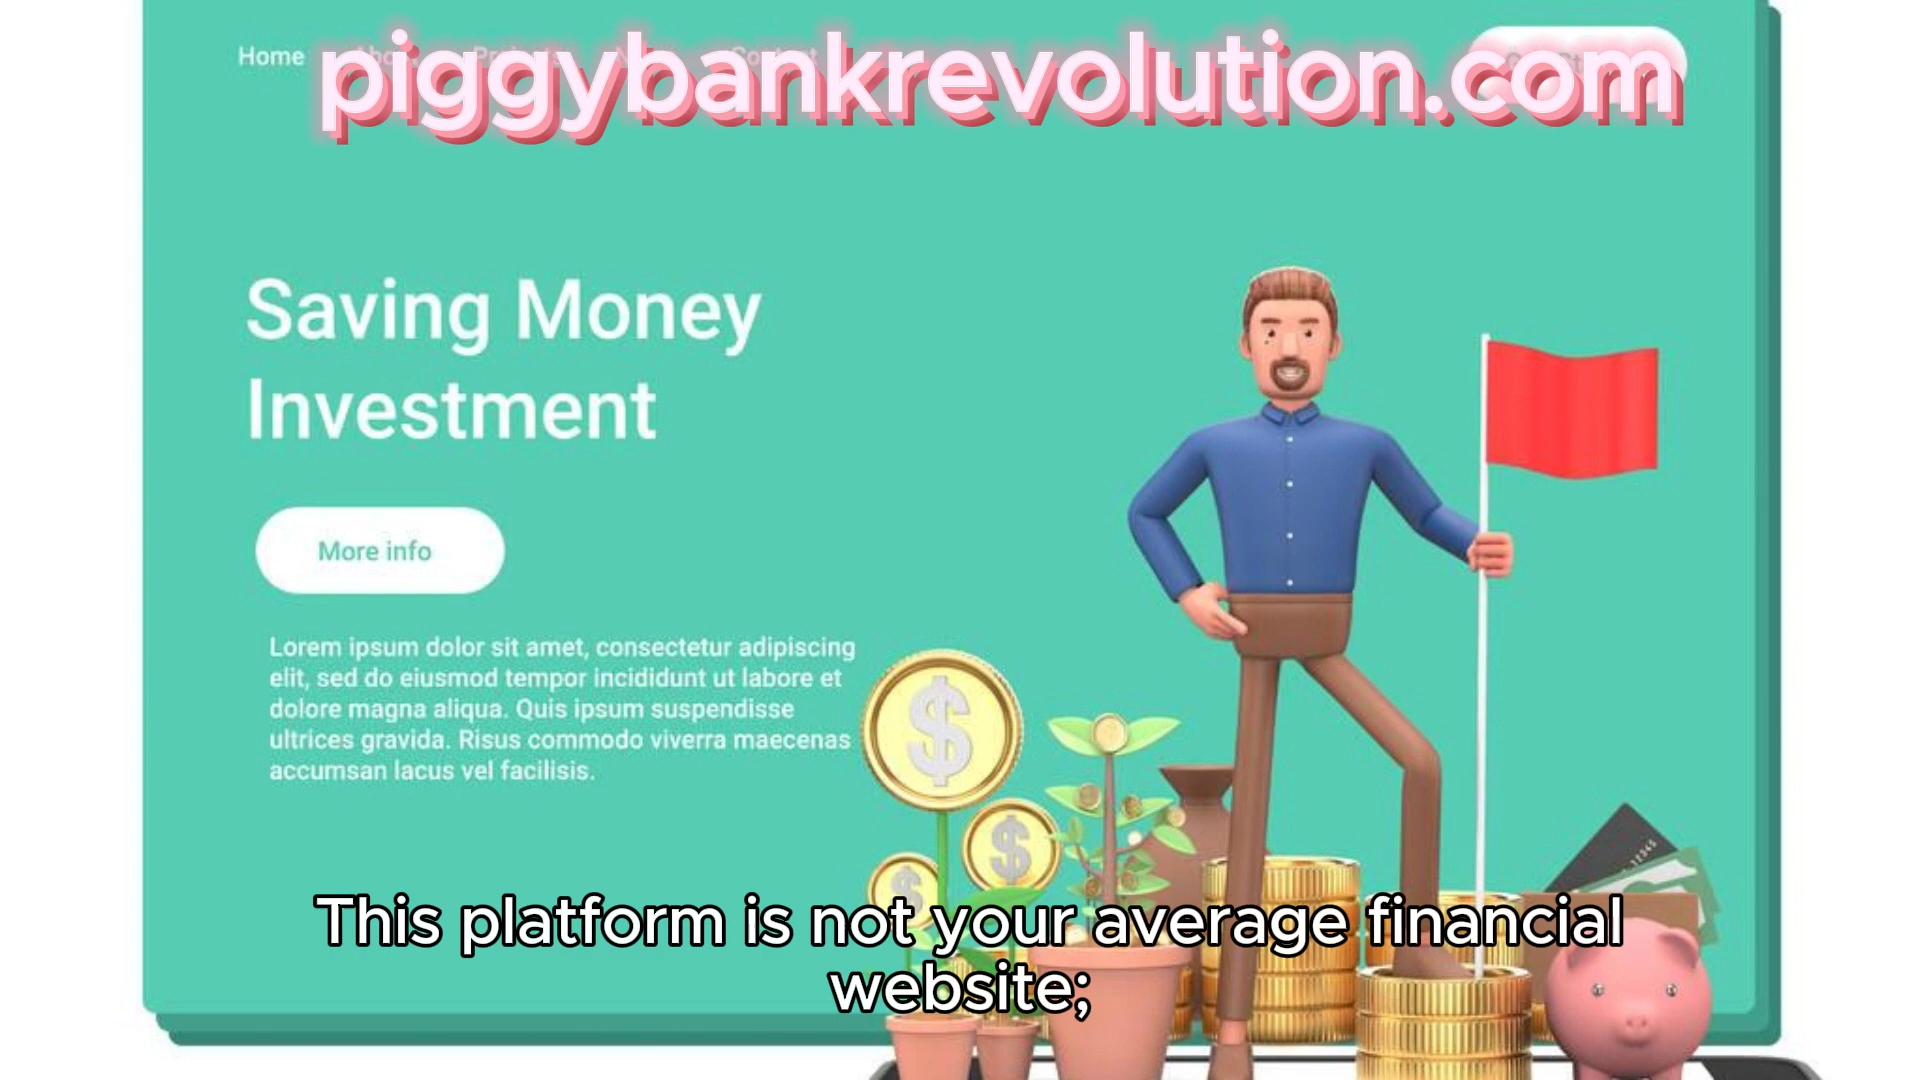 piggybankrevolution.com
Home
Saving Money
Investment
More info
Lorem ipsum dolor sit amet, consectetur adipiscing
elit, sed do eiusmod tempor incididunt ut labore et
dolore magna aliqua. Quis ipsum suspendisse
ultrices gravida. Risus commodo viverra maecenas
accumsan lacus vel facilisis.
12345
This platform is not your average financial
website;